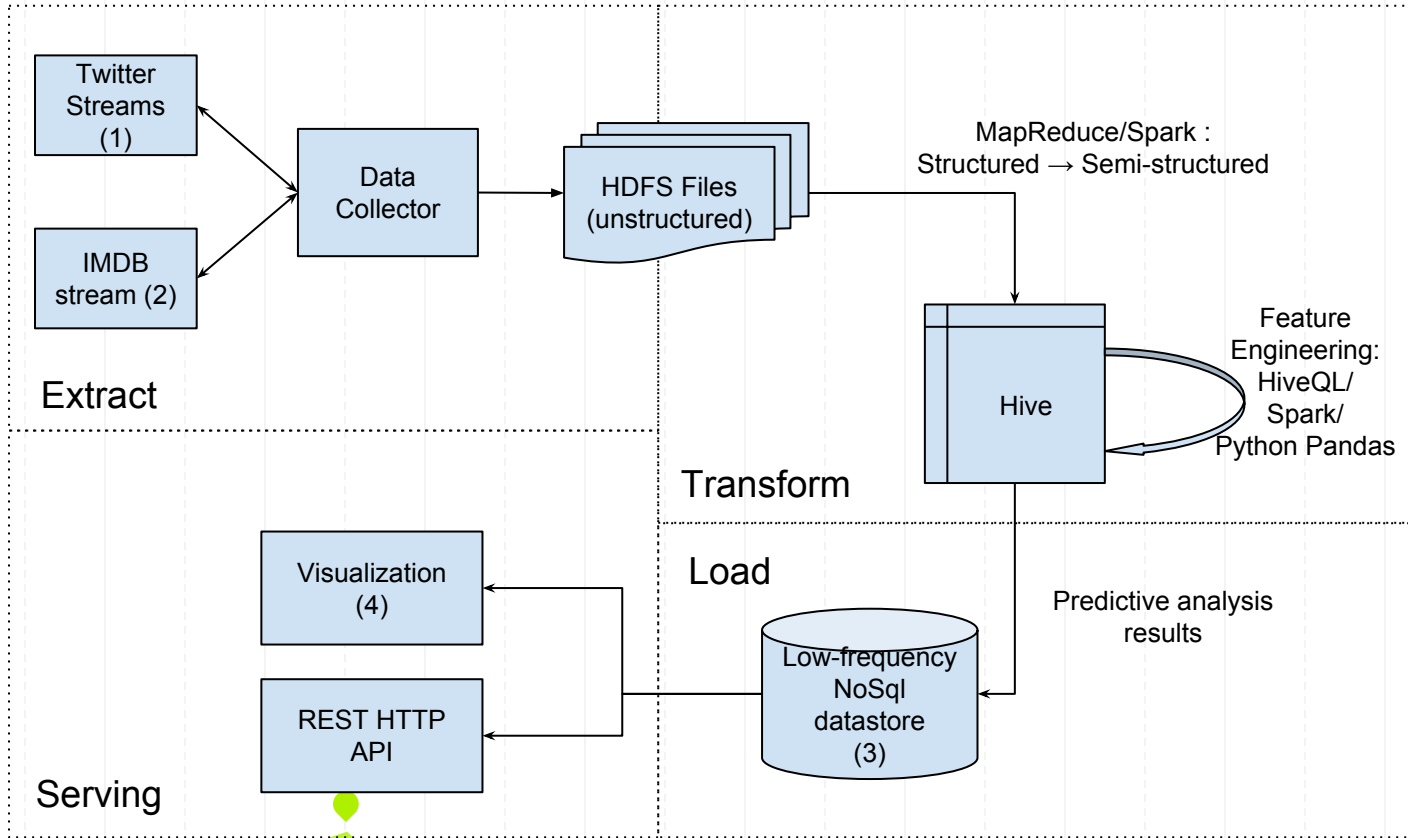 Twitter
Streams
(1)
IMDB
stream (2)
Data
Collector
HDFS Files
(unstructured)
Extract
MapReduce/Spark :
Structured → Semi-structured
Hive
Feature
Engineering:
HiveQL/
Spark/
Python Pandas
Transform
Load
Predictive analysis
results
Low-frequency
NoSql
datastore
(3)
Visualization
(4)
REST HTTP
API
Serving